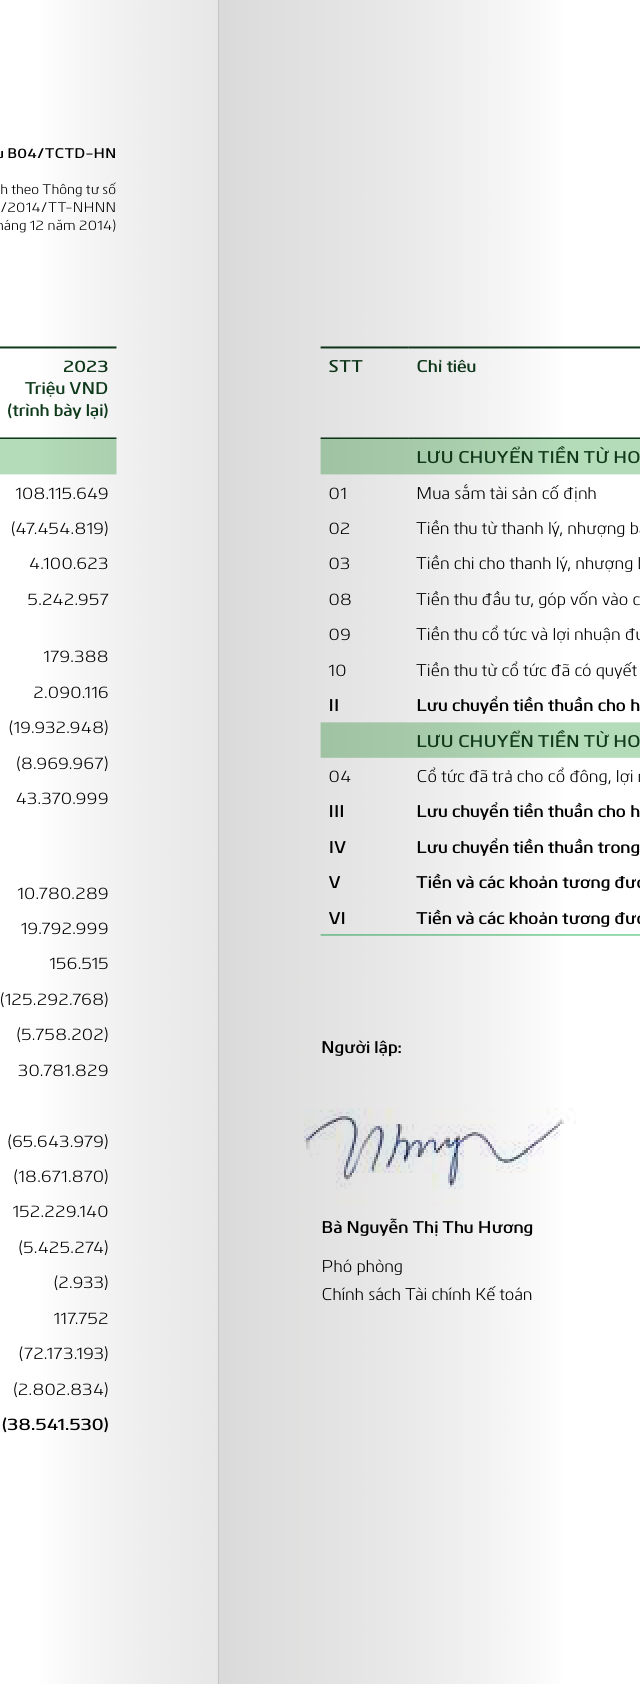 B04/TCTD-HN
h theo Thông tư số
/2014/TT-NHNN
háng 12 năm 2014)
2023
Triệu VND
(trình bày lại)
108.115.649
(47.454.819)
4.100.623
5.242.957
179.388
2.090.116
(19.932.948)
(8.969.967)
43.370.999
10.780.289
19.792.999
156.515
(125.292.768)
(5.758.202)
30.781.829
(65.643.979)
(18.671.870)
152.229.140
(5.425.274)
(2.933)
117.752
(72.173.193)
(2.802.834)
(38.541.530)
STT Chỉ tiêu
LƯU CHUYỂN TIỀN TỪ HO
01 Mua sắm tài sản cố định
02 Tiền thu từ thanh lý, nhượng b
03 Tiền chi cho thanh lý, nhượng
08 Tiền thu đầu tư, góp vốn vào c
09 Tiền thu cổ tức và lợi nhuận đư
10 Tiền thu từ cổ tức đã có quyết
II Lưu chuyển tiền thuần cho h
LƯU CHUYỂN TIỀN TỪ HO
04 Cổ tức đã trả cho cổ đông, lợi
III Lưu chuyển tiền thuần cho h
IV Lưu chuyển tiền thuần trong
V Tiền và các khoản tương đươ
VI Tiền và các khoản tương đươ
Người lập:
Bà Nguyễn Thị Thu Hương
Phó phòng
Chính sách Tài chính Kế toán